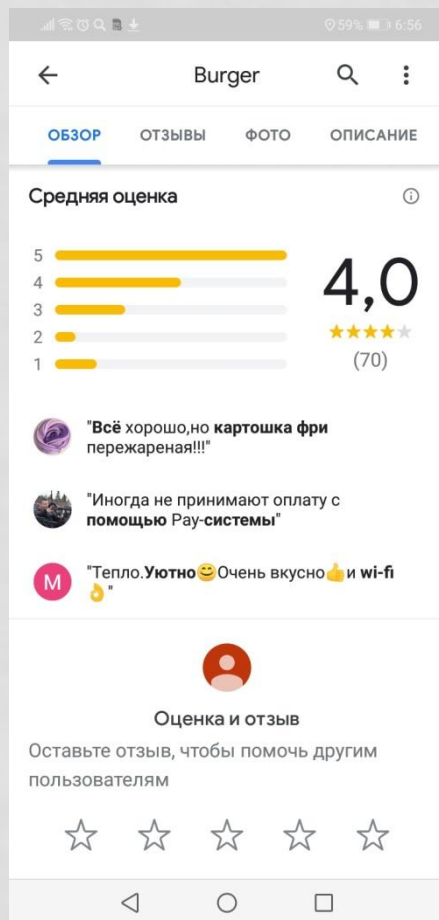 59% 6:56
Burger
ОБЗОР ОТЗЫВЫ ФОТО ОПИСАНИЕ
Средняя оценка
5
4
3
2
1
4,0
(70)
"Всё хорошо,но картошка фри
пережареная!!!"
"Иногда не принимают оплату с
помощью Pay-системы"
М
"Тепло.Уютно😊Очень вкусно👍и wi-fi
👌"
Оценка и отзыв
Оставьте отзыв, чтобы помочь другим
пользователям